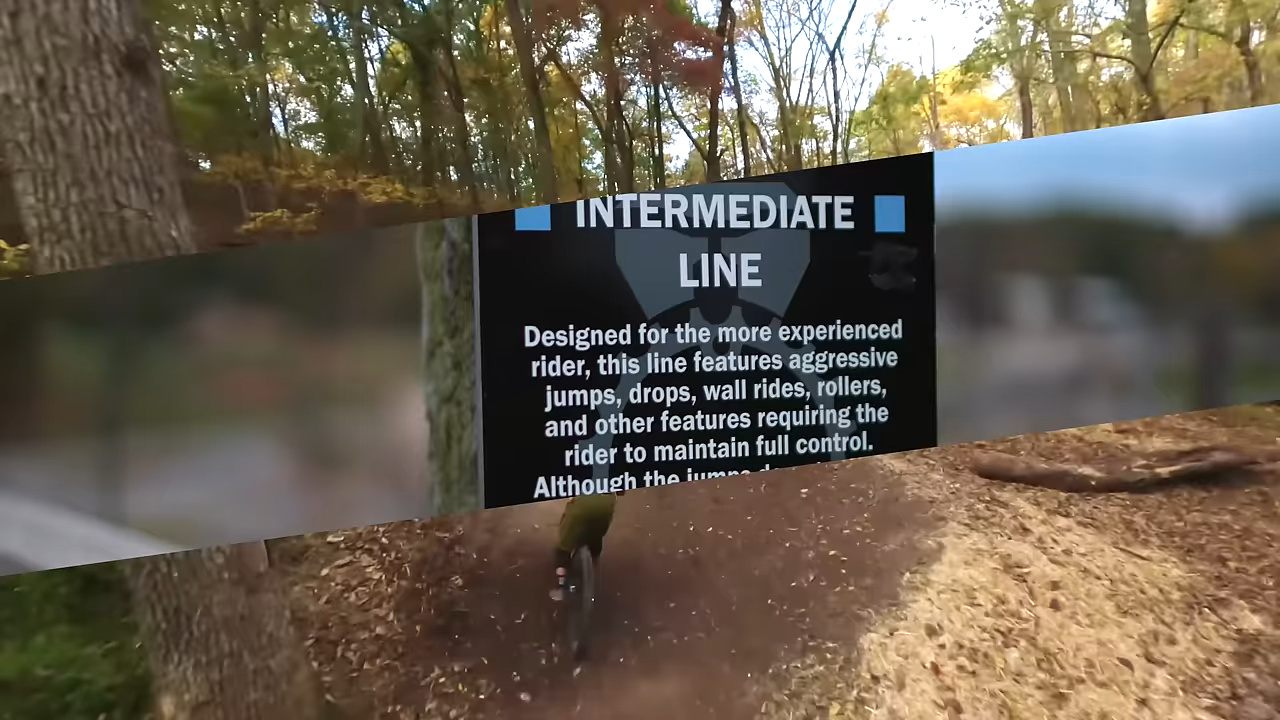 INTERMEDIATE
LINE
Designed for the more experienced
rider, this line features aggressive
jumps, drops, wall rides, rollers,
and other features requiring the
rider to maintain full control.
Although the jumps